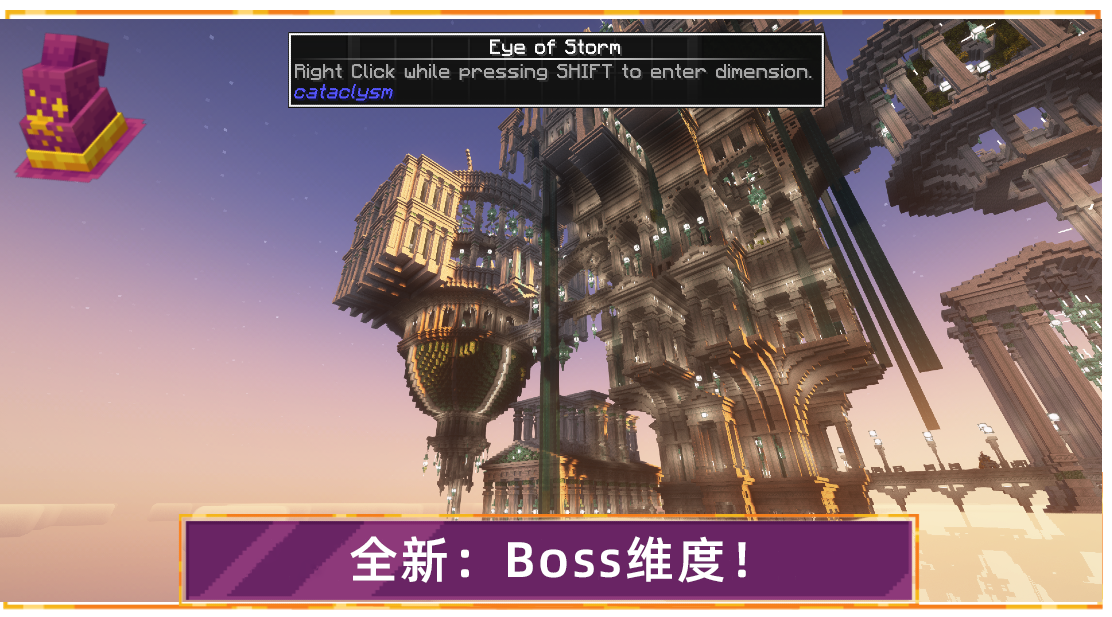 Eye of Storm
Right Click while pressing SHIFT to enter dimension.
cataclysm
全新：Boss维度！